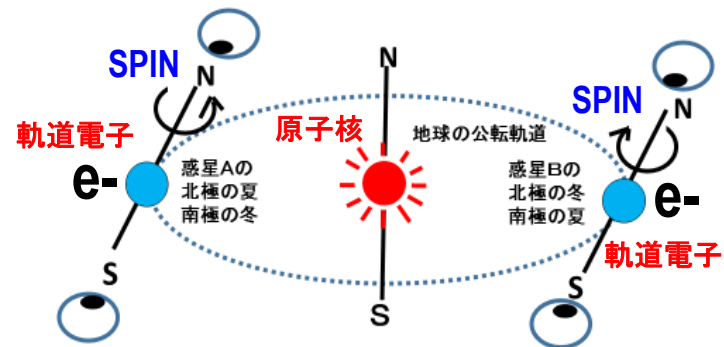 SPIN
N
軌道電子
e-
惑星Aの
北極の夏
南極の冬
S
N
原子核
地球の公転軌道
S
SPIN
N
惑星Bの
北極の冬
南極の夏
e-
軌道電子
S